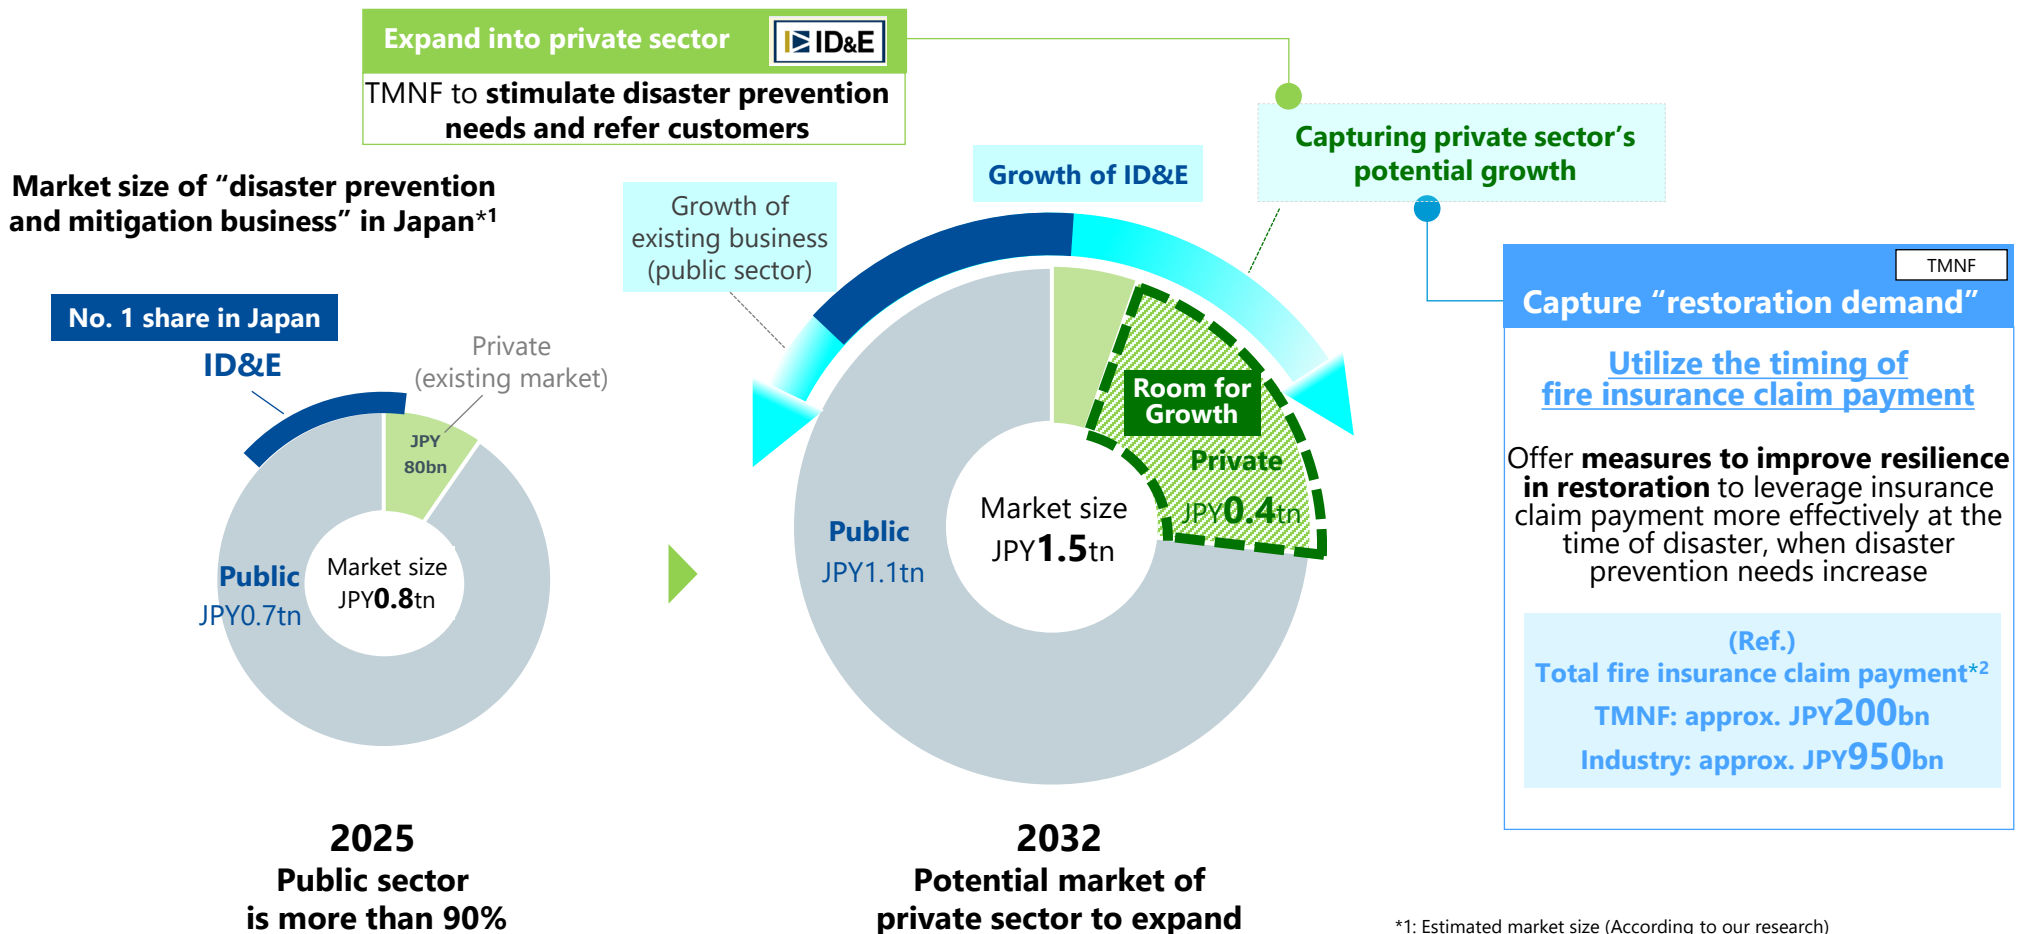 Expand into private sector
ID&E
TMNF to stimulate disaster prevention
needs and refer customers
Market size of “disaster prevention
and mitigation business” in Japan*1
No. 1 share in Japan
ID&E
Private
(existing market)
JPY
80bn
Public
JPY0.7tn
Market size
JPY0.8tn
2025
Public sector
is more than 90%
Growth of
existing business
(public sector)
Growth of ID&E
Capturing private sector’s
potential growth
Room for
Growth
Private
JPY0.4tn
Public
JPY1.1tn
Market size
JPY1.5tn
2032
Potential market of
private sector to expand
TMNF
Capture “restoration demand”
Utilize the timing of
fire insurance claim payment
Offer measures to improve resilience
in restoration to leverage insurance
claim payment more effectively at the
time of disaster, when disaster
prevention needs increase
(Ref.)
Total fire insurance claim payment*2
TMNF: approx. JPY200bn
Industry: approx. JPY950bn
*1: Estimated market size (According to our research)